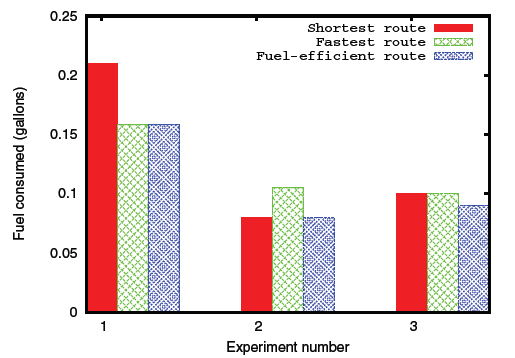 0.25
0.2
0.15
0.1
0.05
0
Fuel consumed (gallons)
Shortest route
Fastest route
Fuel-efficient route
1 2 3
Experiment number